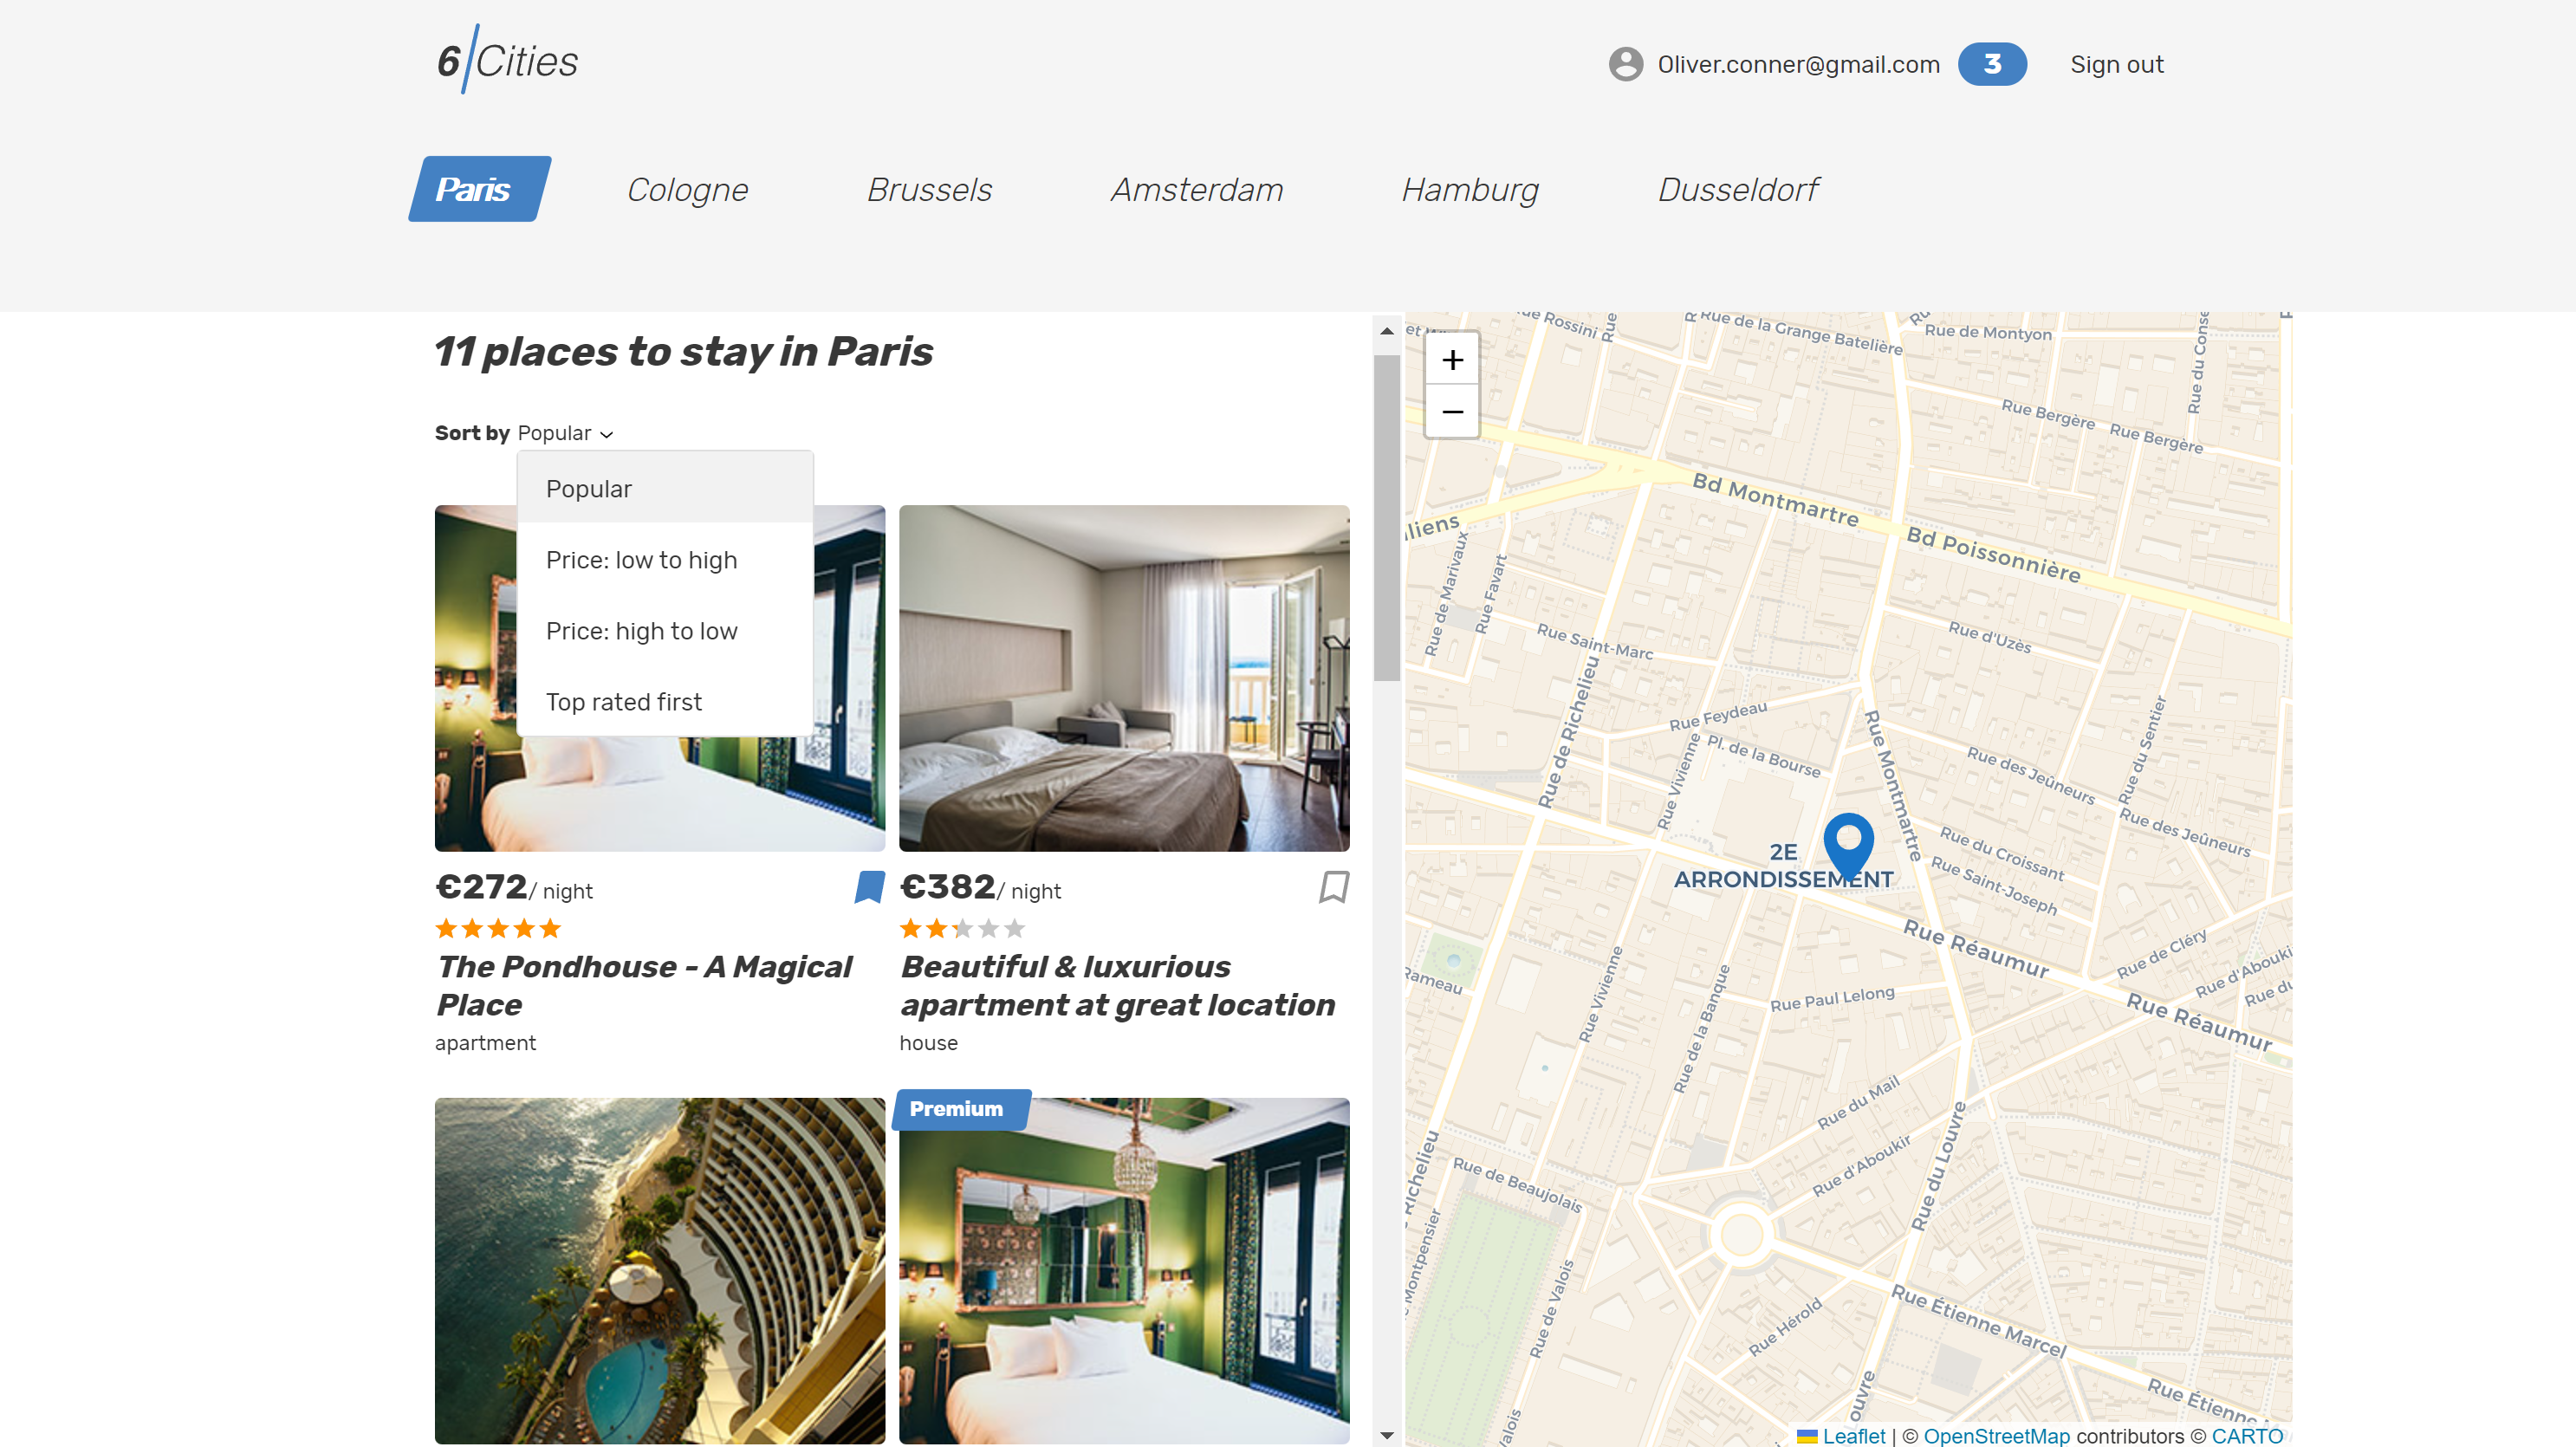 6 Cities
Oliver.conner@gmail.com 3 Sign out
Paris Cologne Brussels Amsterdam Hamburg Dusseldorf
11 places to stay in Paris
Sort by Popular
Popular
Price: low to high
Price: high to low
Top rated first
€272/ night
The Pondhouse - A Magical
Place
apartment
€382/ night
Beautiful & luxurious
apartment at great location
house
Premium
+
−
Rue Rossini
Rue
Rue de la Grange Batelière
Rue de Montyon
Rue Bergère
Rue Bergère
Bd Montmartre
Bd Poissonnière
Rue de Marivaux
Rue Favart
Rue Saint-Marc
Rue d'Uzès
Rue de Richelieu
Rue Feydeau
Pl. de la Bourse
Rue Vivienne
Rue Montmartre
Rue des Jeûneurs
Rue du Sentier
Rue des Jeûneurs
2E
ARRONDISSEMENT
Rue du Croissant
Rue Saint-Joseph
Rue Réaumur
Rue de Cléry
Rue d'Abouki
Rue du
Rameau
Rue Vivienne
Rue de la Banque
Rue Paul Lelong
Rue Réaumur
Rue du Mail
Rue d'Aboukir
Rue du Louvre
Richelieu
Rue de Beaujolais
Montpensier
Rue de Valois
Rue Hérold
Rue Étienne Marcel
Rue Étienne M
Valois
Louvre
Leaflet | © OpenStreetMap contributors © CARTO